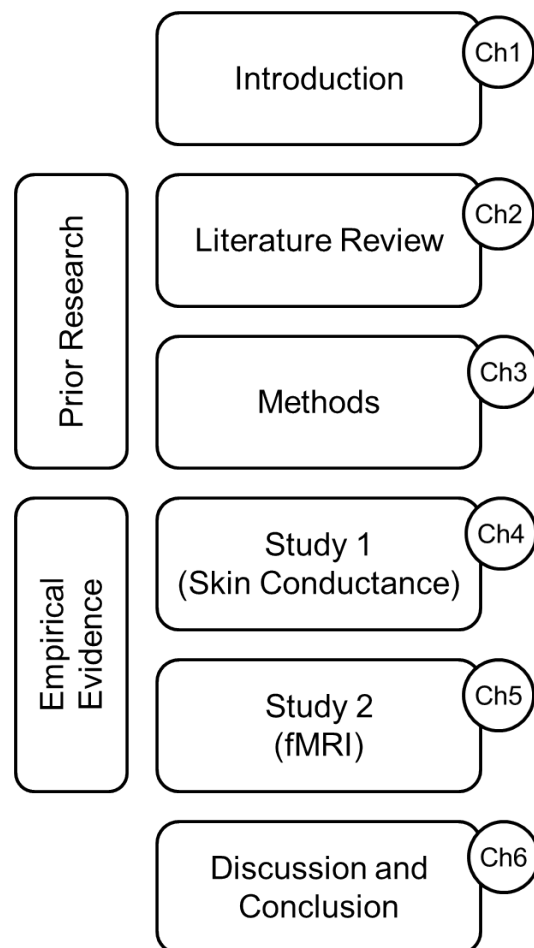 Introduction
Ch1
Prior Research
Literature Review
Ch2
Methods
Ch3
Empirical
Evidence
Study 1
(Skin Conductance)
Ch4
Study 2
(fMRI)
Ch5
Discussion and
Conclusion
Ch6